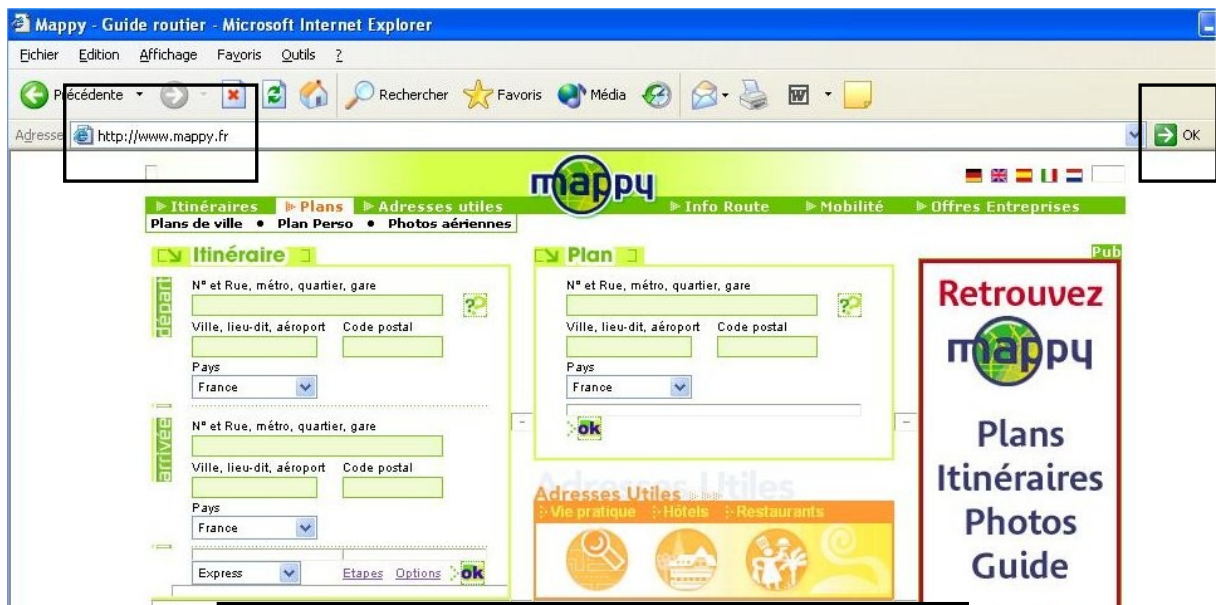 Mappy - Guide routier - Microsoft Internet Explorer
Fichier Edition Affichage Favoris Outils ?
Précédente Rechercher Favoris Média
Adresse http://www.mappy.fr OK
mappy
Itinéraires Plans Adresses utiles Info Route Mobilité Offres Entreprises
Plans de ville • Plan Perso • Photos aériennes
Itinéraire
départ
N° et Rue, métro, quartier, gare
Ville, lieu-dit, aéroport Code postal
Pays
France
arrivée
N° et Rue, métro, quartier, gare
Ville, lieu-dit, aéroport Code postal
Pays
France
Express Etapes Options ok
Plan
N° et Rue, métro, quartier, gare
Ville, lieu-dit, aéroport Code postal
Pays
France
ok
Adresses Utiles
Adresses Utiles
Vie pratique Hôtels Restaurants
Pub
Retrouvez
mappy
Plans
Itinéraires
Photos
Guide